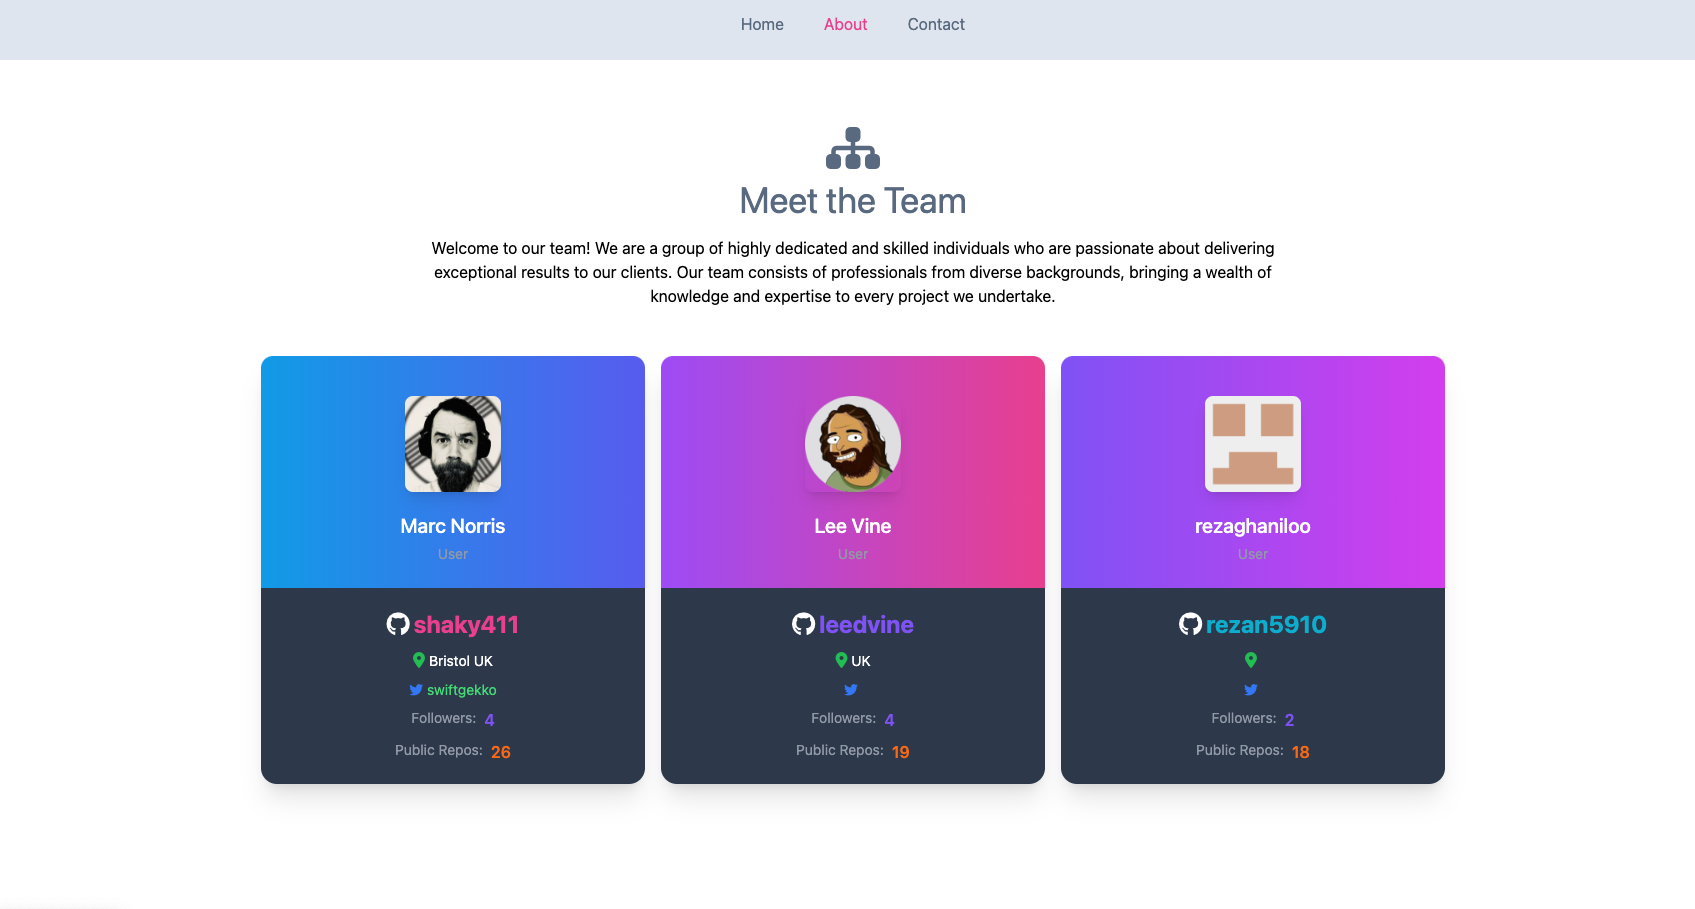 Home About Contact
Meet the Team
Welcome to our team! We are a group of highly dedicated and skilled individuals who are passionate about delivering
exceptional results to our clients. Our team consists of professionals from diverse backgrounds, bringing a wealth of
knowledge and expertise to every project we undertake.
Marc Norris
User
shaky411
Bristol UK
swiftgekko
Followers: 4
Public Repos: 26
Lee Vine
User
leedvine
UK
Followers: 4
Public Repos: 19
rezaghaniloo
User
rezan5910
Followers: 2
Public Repos: 18